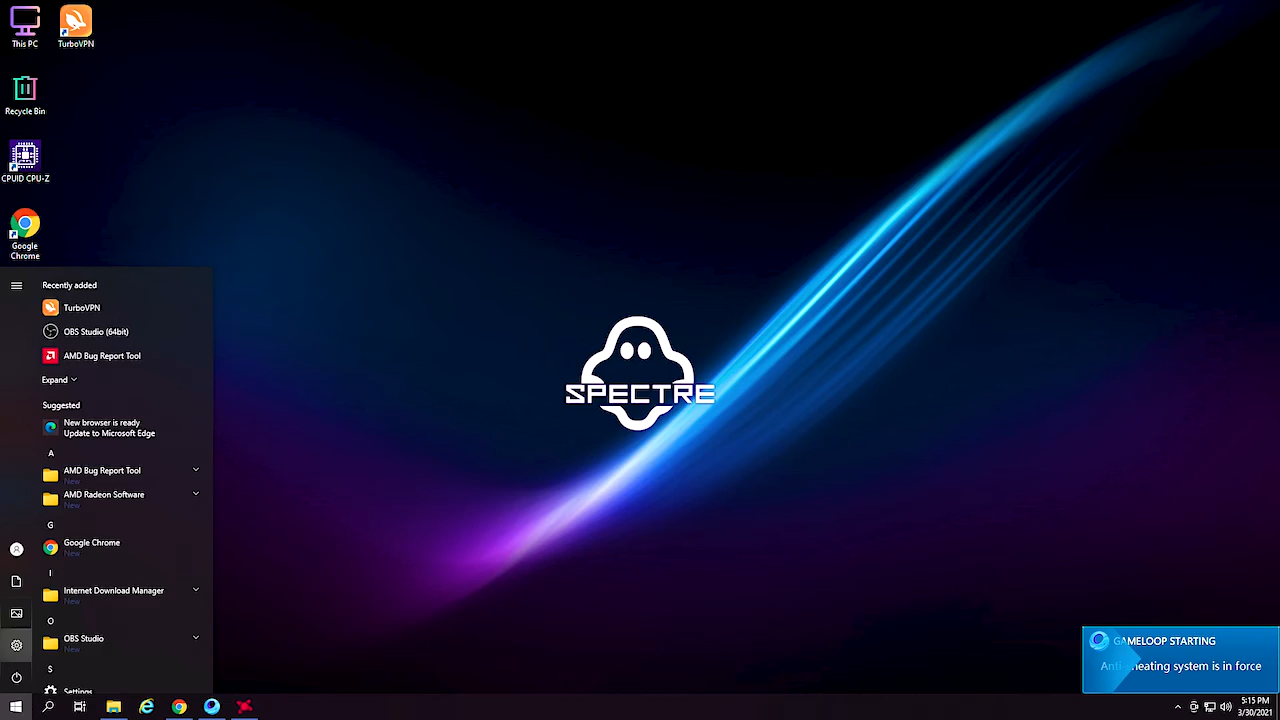 This PC
TurboVPN
Recycle Bin
CPUID CPU-Z
Google
Chrome
Recently added
TurboVPN
OBS Studio (64bit)
AMD Bug Report Tool
Expand
Suggested
New browser is ready
Update to Microsoft Edge
A
AMD Bug Report Tool
New
AMD Radeon Software
New
G
Google Chrome
New
I
Internet Download Manager
New
O
OBS Studio
New
S
Settings
SPECTRE
GAMELOOP STARTING
Anti cheating system is in force
5:15 PM
3/30/2021